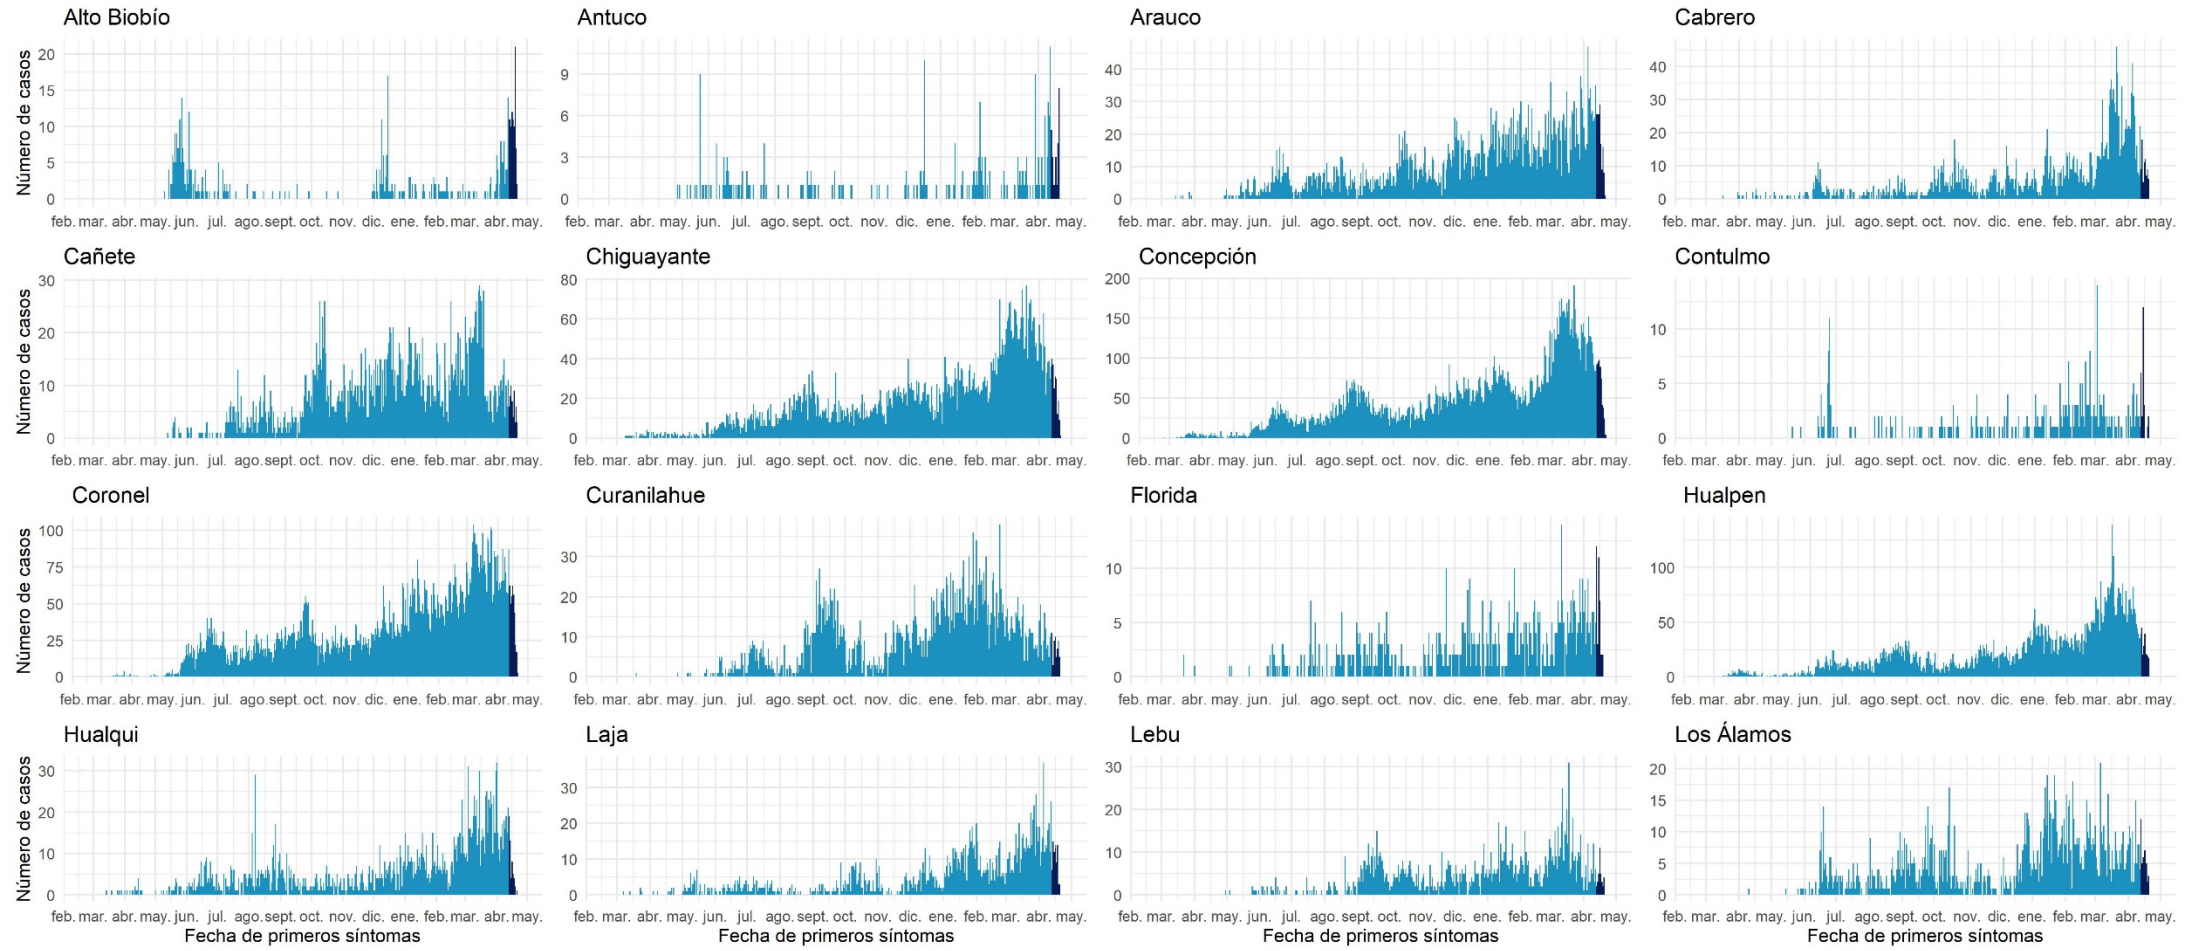 Alto Biobío
Antuco
Arauco
Cabrero
Número de casos
20
15
10
5
0
9
6
3
0
40
30
20
10
0
40
30
20
10
0
feb. mar. abr. may. jun. jul. ago. sept. oct. nov. dic. ene. feb. mar. abr. may.
feb. mar. abr. may. jun. jul. ago. sept. oct. nov. dic. ene. feb. mar. abr. may.
feb. mar. abr. may. jun. jul. ago. sept. oct. nov. dic. ene. feb. mar. abr. may.
feb. mar. abr. may. jun. jul. ago. sept. oct. nov. dic. ene. feb. mar. abr. may.
Cañete
Chiguayante
Concepción
Contulmo
Número de casos
30
20
10
0
80
60
40
20
0
200
150
100
50
0
10
5
0
feb. mar. abr. may. jun. jul. ago. sept. oct. nov. dic. ene. feb. mar. abr. may.
feb. mar. abr. may. jun. jul. ago. sept. oct. nov. dic. ene. feb. mar. abr. may.
feb. mar. abr. may. jun. jul. ago. sept. oct. nov. dic. ene. feb. mar. abr. may.
feb. mar. abr. may. jun. jul. ago. sept. oct. nov. dic. ene. feb. mar. abr. may.
Coronel
Curanilahue
Florida
Hualpen
Número de casos
100
75
50
25
0
30
20
10
0
10
5
0
100
50
0
feb. mar. abr. may. jun. jul. ago. sept. oct. nov. dic. ene. feb. mar. abr. may.
feb. mar. abr. may. jun. jul. ago. sept. oct. nov. dic. ene. feb. mar. abr. may.
feb. mar. abr. may. jun. jul. ago. sept. oct. nov. dic. ene. feb. mar. abr. may.
feb. mar. abr. may. jun. jul. ago. sept. oct. nov. dic. ene. feb. mar. abr. may.
Hualqui
Laja
Lebu
Los Álamos
Número de casos
30
20
10
0
30
20
10
0
30
20
10
0
20
15
10
5
0
feb. mar. abr. may. jun. jul. ago. sept. oct. nov. dic. ene. feb. mar. abr. may.
feb. mar. abr. may. jun. jul. ago. sept. oct. nov. dic. ene. feb. mar. abr. may.
feb. mar. abr. may. jun. jul. ago. sept. oct. nov. dic. ene. feb. mar. abr. may.
feb. mar. abr. may. jun. jul. ago. sept. oct. nov. dic. ene. feb. mar. abr. may.
Fecha de primeros síntomas
Fecha de primeros síntomas
Fecha de primeros síntomas
Fecha de primeros síntomas